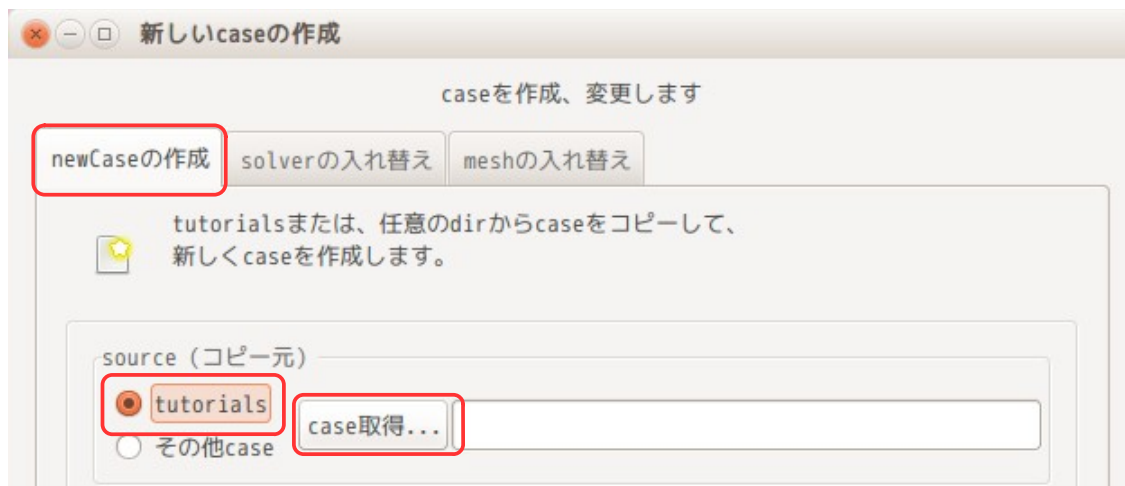 新しいcaseの作成
caseを作成、変更します
newCaseの作成 solverの入れ替え meshの入れ替え
tutorialsまたは、任意のdirからcaseをコピーして、
新しくcaseを作成します。
source (コピー元)
tutorials
case取得...
その他case